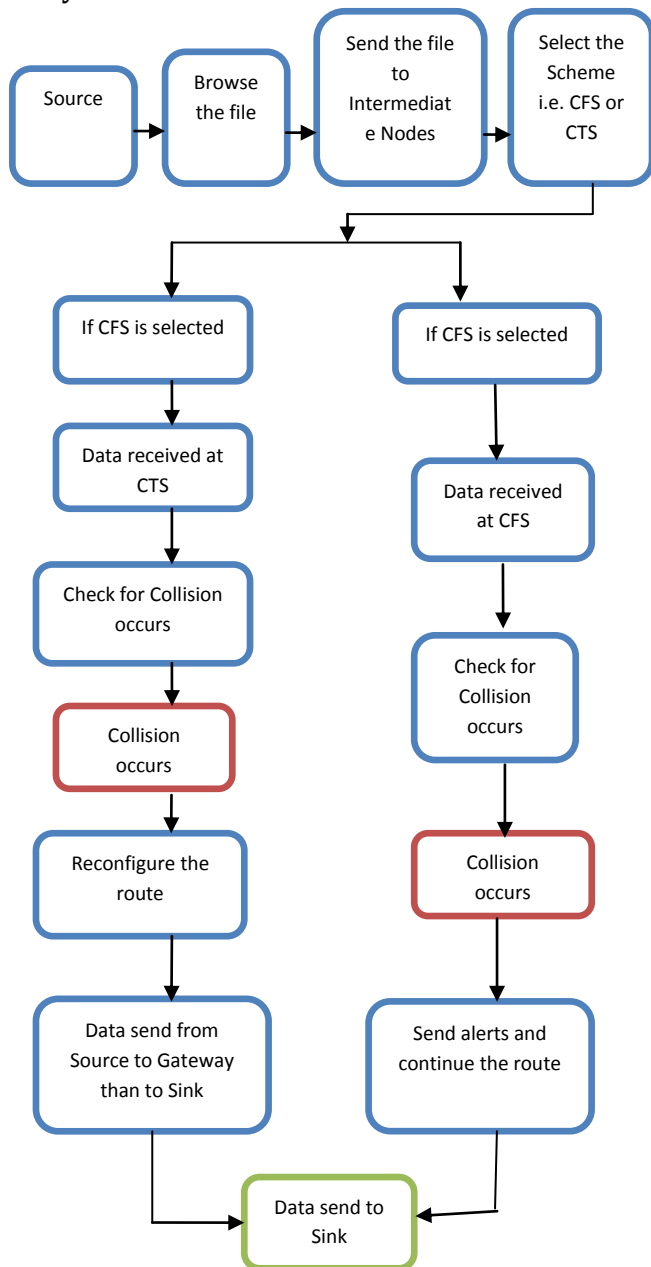 Source
Browse
the file
Send the file
to
Intermediat
e Nodes
Select the
Scheme
i.e. CFS or
CTS
If CFS is selected
If CFS is selected
Data received at
CTS
Data received
at CFS
Check for Collision
occurs
Check for
Collision
occurs
Collision
occurs
Collision
occurs
Reconfigure the
route
Data send from
Source to Gateway
than to Sink
Send alerts and
continue the route
Data send to
Sink